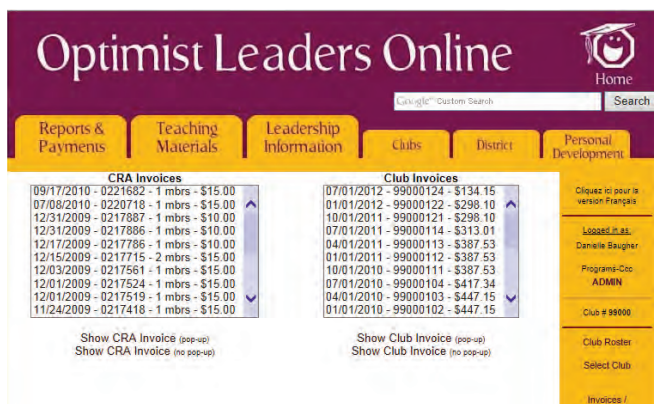 Optimist Leaders Online
Home
Google™ Custom Search
Search
Reports &
Payments
Teaching
Materials
Leadership
Information
Clubs
District
Personal
Development
CRA Invoices
09/17/2010 - 0221682 - 1 mbrs - $15.00
07/08/2010 - 0220718 - 1 mbrs - $15.00
12/31/2009 - 0217887 - 1 mbrs - $10.00
12/31/2009 - 0217886 - 1 mbrs - $10.00
12/17/2009 - 0217786 - 1 mbrs - $10.00
12/15/2009 - 0217715 - 2 mbrs - $15.00
12/03/2009 - 0217561 - 1 mbrs - $15.00
12/01/2009 - 0217524 - 1 mbrs - $15.00
12/01/2009 - 0217519 - 1 mbrs - $15.00
11/24/2009 - 0217418 - 1 mbrs - $15.00
Show CRA Invoice (pop-up)
Show CRA Invoice (no pop-up)
Club Invoices
07/01/2012 - 99000124 - $134.15
01/01/2012 - 99000122 - $298.10
10/01/2011 - 99000121 - $298.10
07/01/2011 - 99000114 - $313.01
04/01/2011 - 99000113 - $387.53
01/01/2011 - 99000112 - $387.53
10/01/2010 - 99000111 - $387.53
07/01/2010 - 99000104 - $417.34
04/01/2010 - 99000103 - $447.15
01/01/2010 - 99000102 - $447.15
Show Club Invoice (pop-up)
Show Club Invoice (no pop-up)
Cliquez ici pour la
version Français
Logged in as:
Danielle Baugher
Programs-Coo
ADMIN
Club # 99000
Club Roster
Select Club
Invoices /